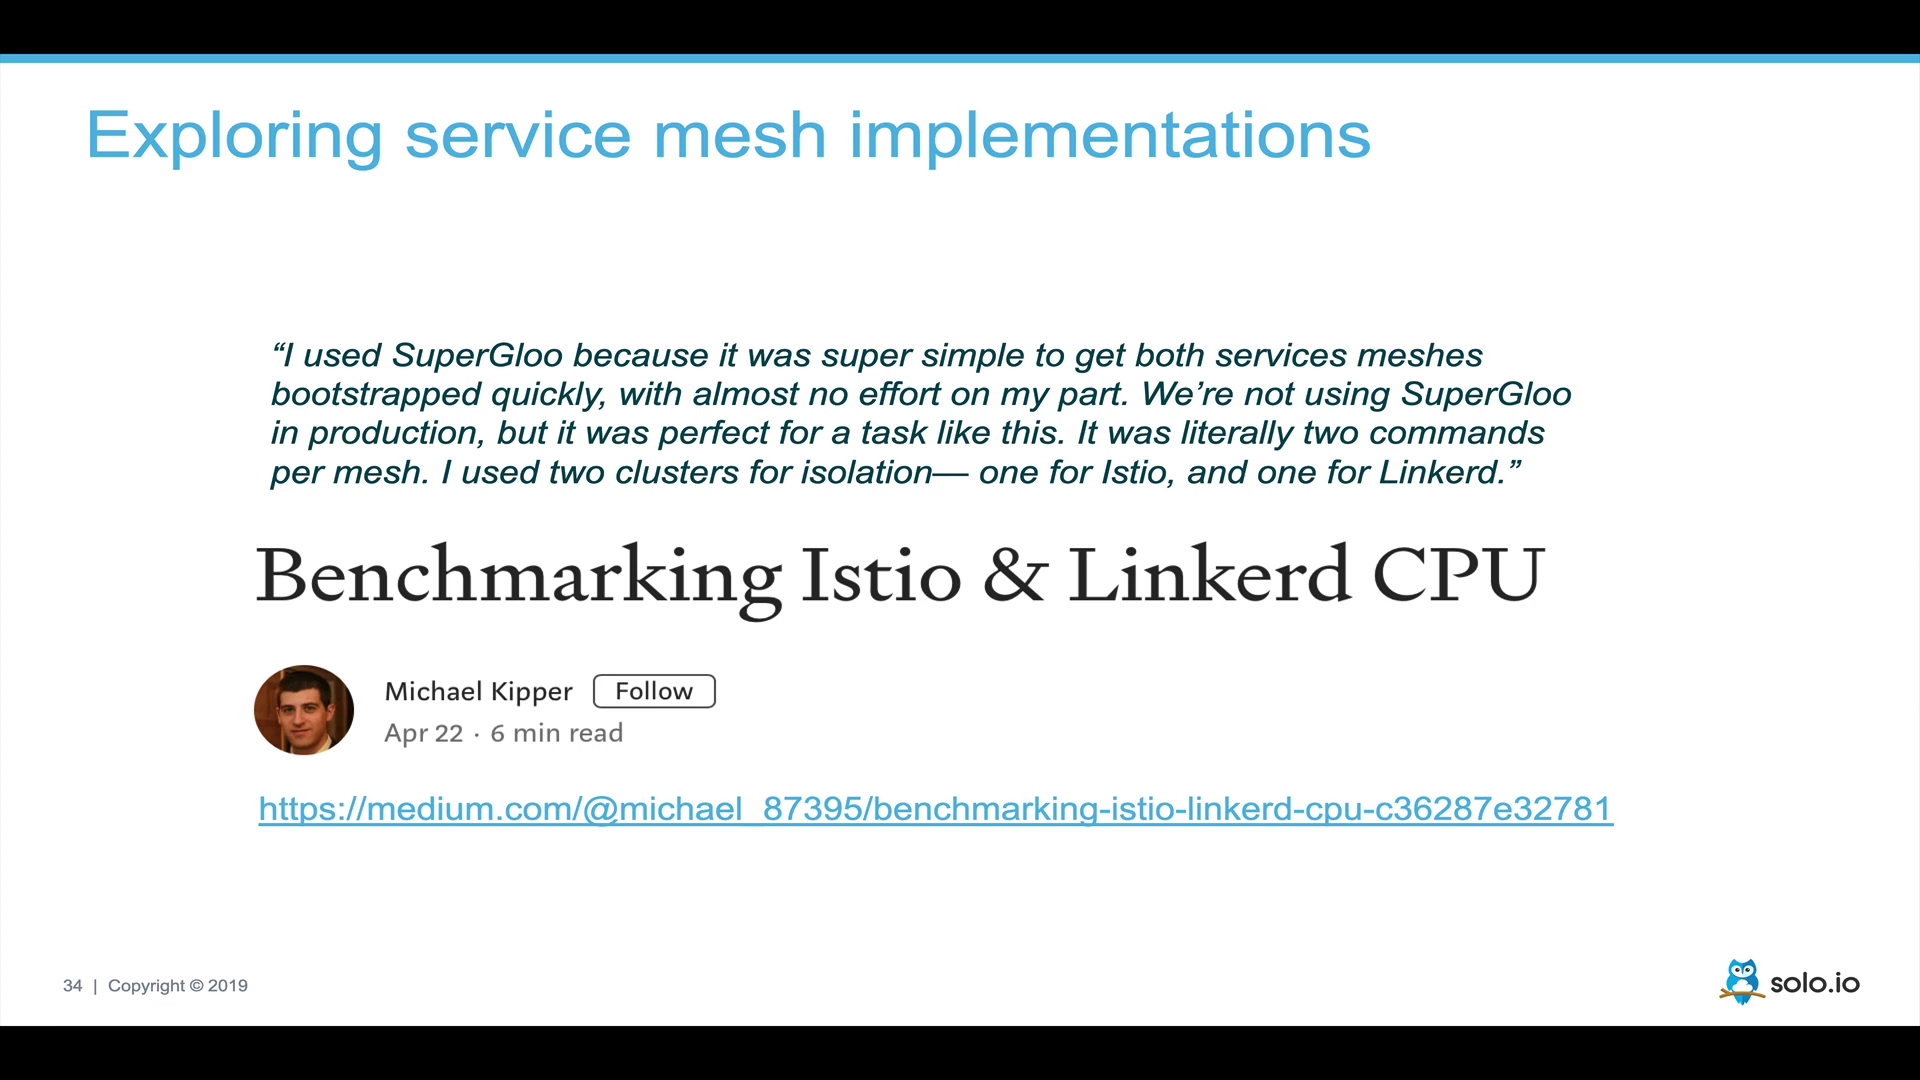 Exploring service mesh implementations
“I used SuperGloo because it was super simple to get both services meshes
bootstrapped quickly, with almost no effort on my part. We’re not using SuperGloo
in production, but it was perfect for a task like this. It was literally two commands
per mesh. I used two clusters for isolation— one for Istio, and one for Linkerd.”
Benchmarking Istio & Linkerd CPU
Michael Kipper Follow
Apr 22 · 6 min read
https://medium.com/@michael_87395/benchmarking-istio-linkerd-cpu-c36287e32781
34 | Copyright © 2019
solo.io